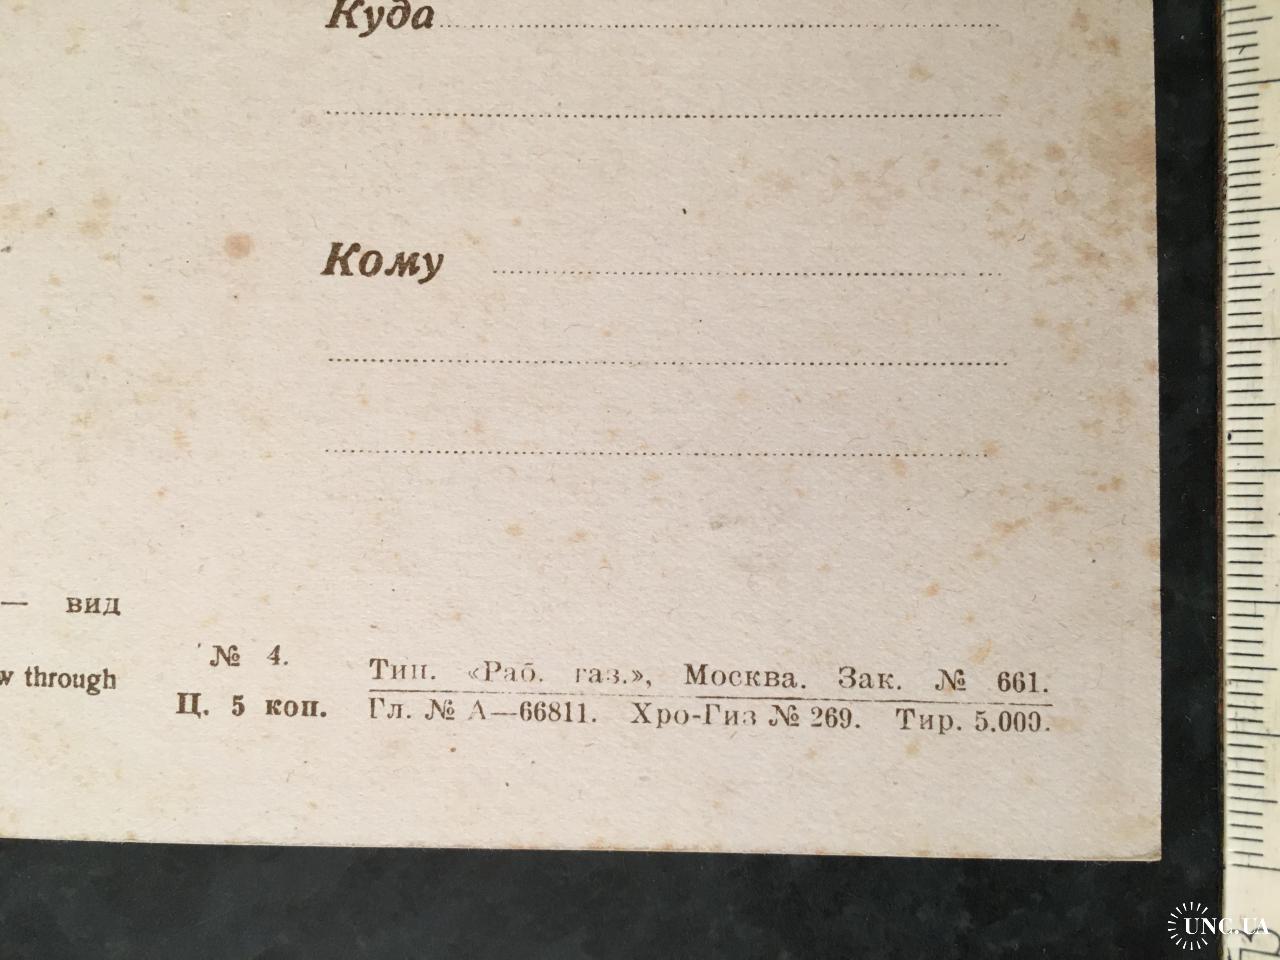 Куда
Кому
— вид
w through
№ 4.
Ц. 5 коп.
Тип. «Раб. газ.», Москва. Зак. № 661.
Гл. № А—66811. Хро-Гиз № 269. Тир. 5.000.
UNC.UA